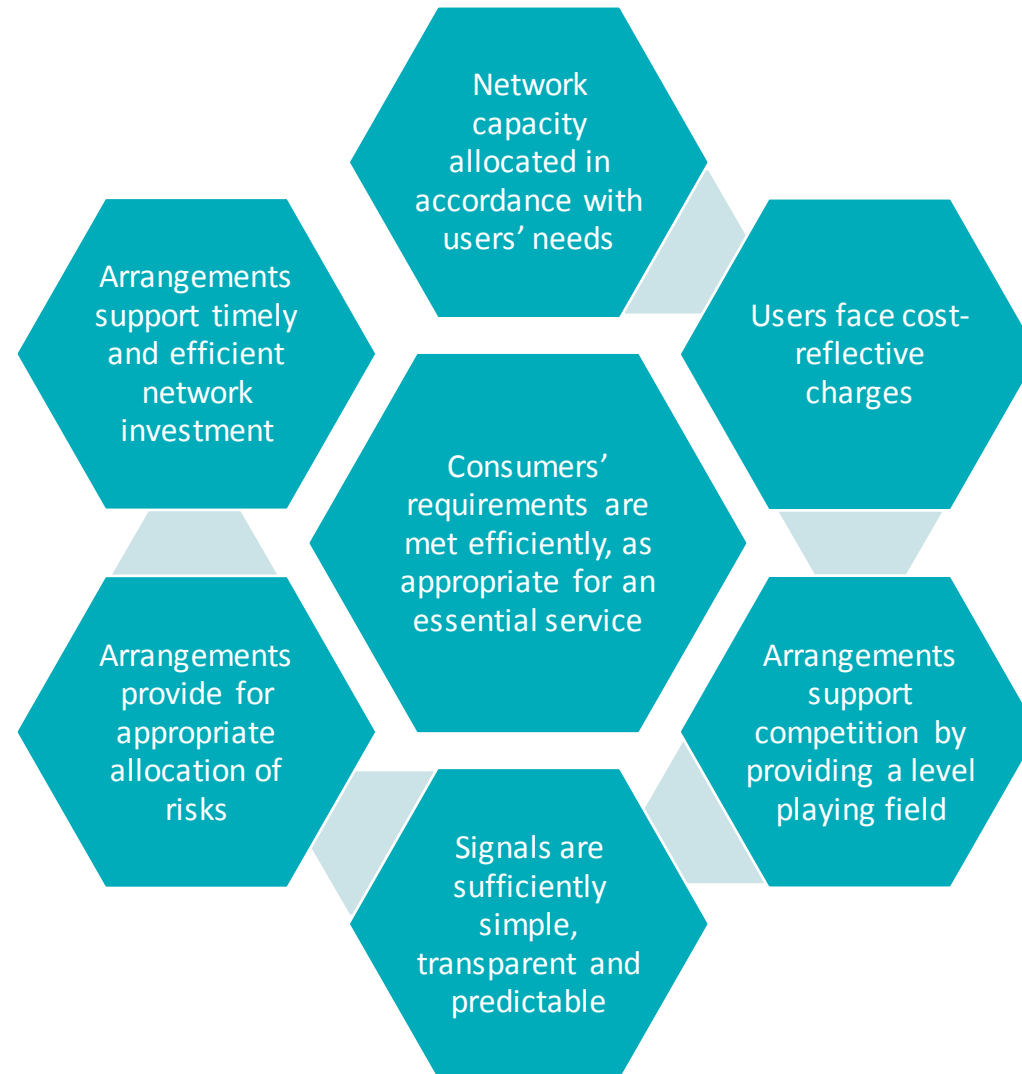 Network
capacity
allocated in
accordance with
users’ needs
Arrangements
support timely
and efficient
network
investment
Users face cost-
reflective
charges
Consumers’
requirements are
met efficiently, as
appropriate for an
essential service
Arrangements
provide for
appropriate
allocation of
risks
Arrangements
support
competition by
providing a level
playing field
Signals are
sufficiently
simple,
transparent and
predictable